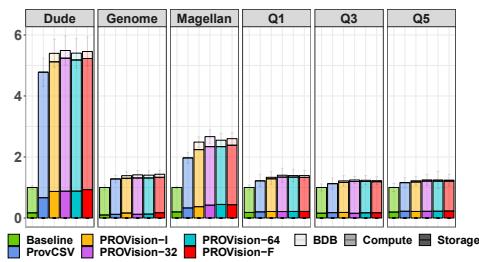 Dude Genome Magellan Q1 Q3 Q5
6
4
2
0
Baseline PROVision-I PROVision-64 BDB Compute Storage
ProvCSV PROVision-32 PROVision-F